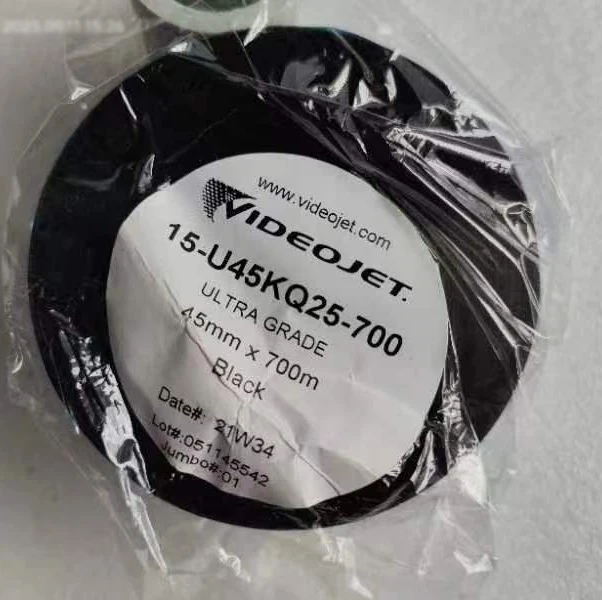 www.videojet.com
VIDEOJET.
15-U45KQ25-700
ULTRA GRADE
45mm x 700m
Black
Date#: 21W34
Lot#:051145542
Jumbo#:01